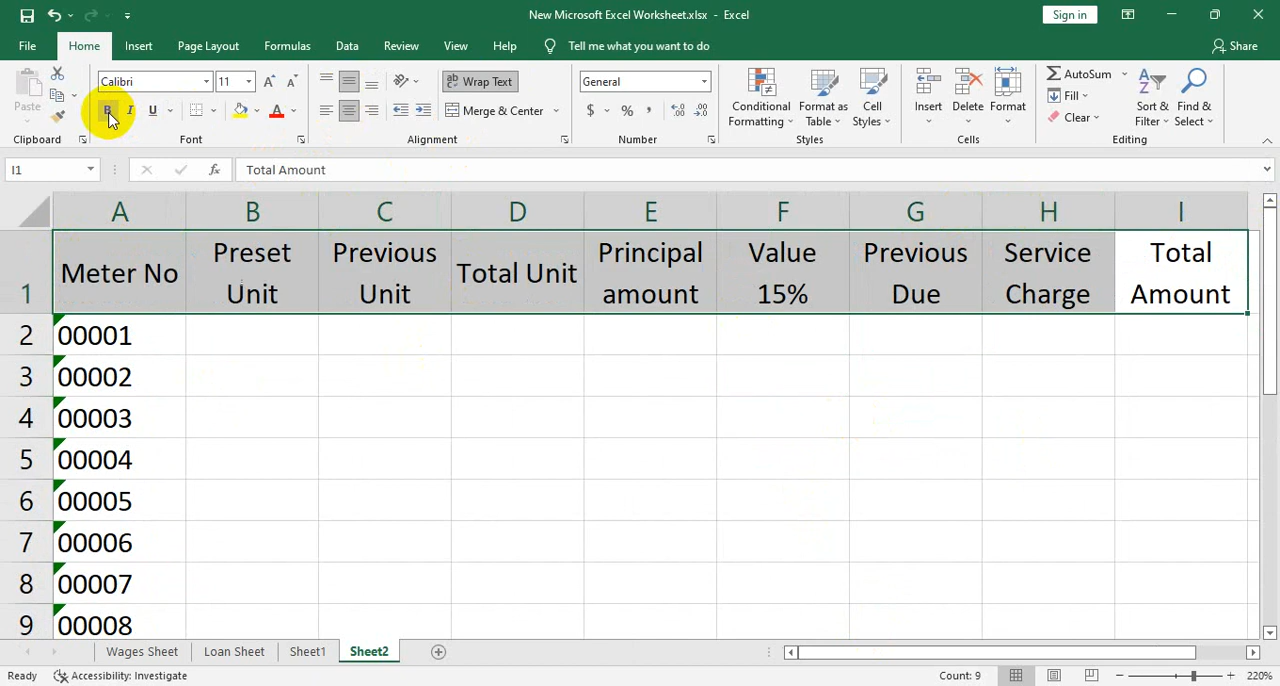 New Microsoft Excel Worksheet.xlsx - Excel
Sign in
File Home Insert Page Layout Formulas Data Review View Help Tell me what you want to do Share
Paste
Calibri 11
B I U
Wrap Text
Merge & Center
General
$ % ,
Conditional Formatting
Format as Table
Cell Styles
Insert Delete Format
AutoSum
Fill
Clear
Sort & Filter
Find & Select
Clipboard Font Alignment Number Styles Cells Editing
I1 fx Total Amount
A B C D E F G H I
1 Meter No Preset Unit Previous Unit Total Unit Principal amount Value 15% Previous Due Service Charge Total Amount
2 00001
3 00002
4 00003
5 00004
6 00005
7 00006
8 00007
9 00008
Wages Sheet Loan Sheet Sheet1 Sheet2
Ready Accessibility: Investigate Count: 9 220%